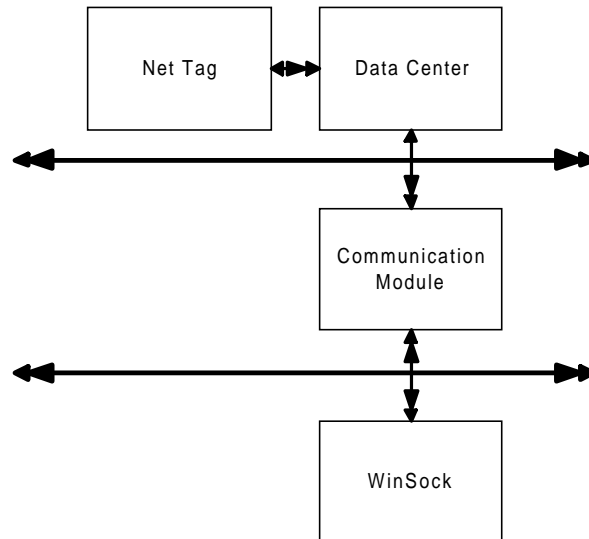 Net Tag
Data Center
Communication
Module
WinSock